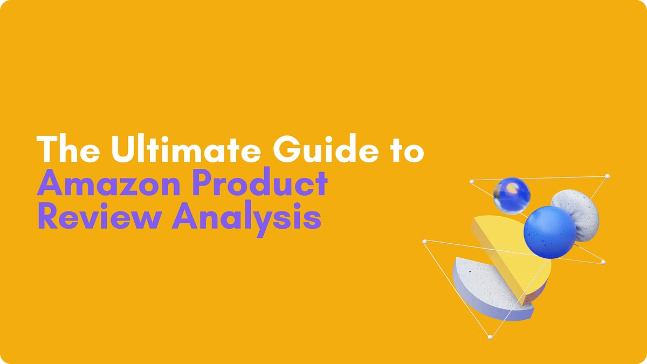 The Ultimate Guide to
Amazon Product
Review Analysis